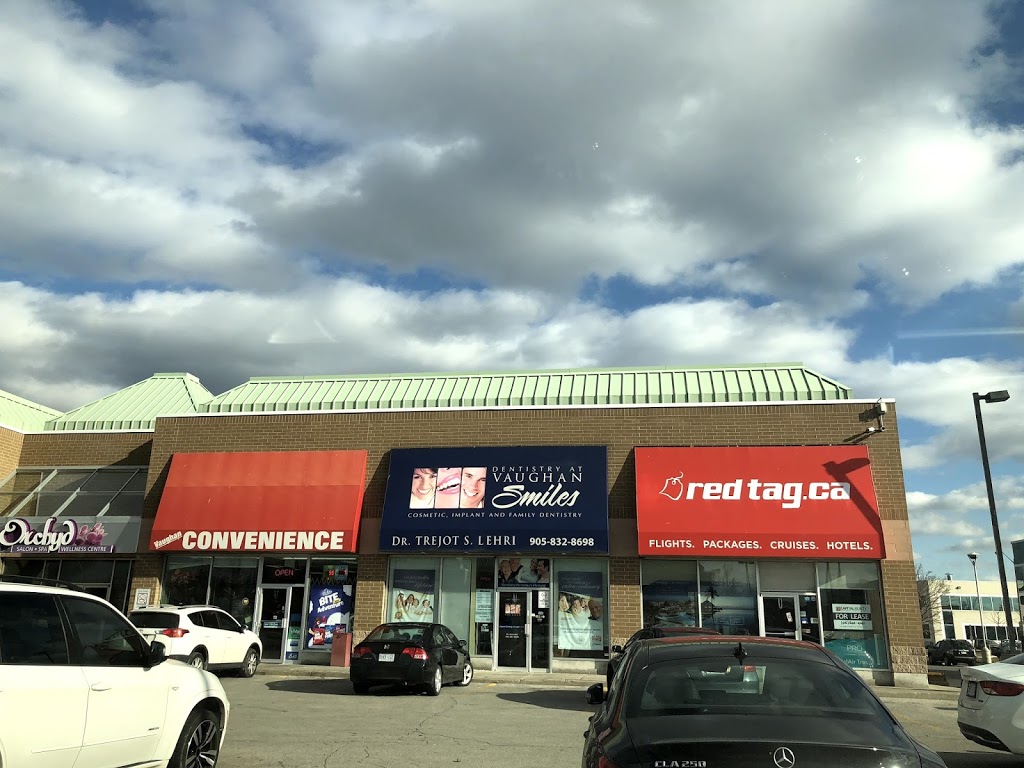 Orchyd
SALON • SPA WELLNESS CENTRE
Vaughan
CONVENIENCE
OPEN
BITE
DENTISTRY AT
VAUGHAN
Smiles
COSMETIC, IMPLANT AND FAMILY DENTISTRY
DR. TREJOT S. LEHRI 905-832-8698
redtag.ca
FLIGHTS. PACKAGES. CRUISES. HOTELS.
FOR LEASE
CLA 250